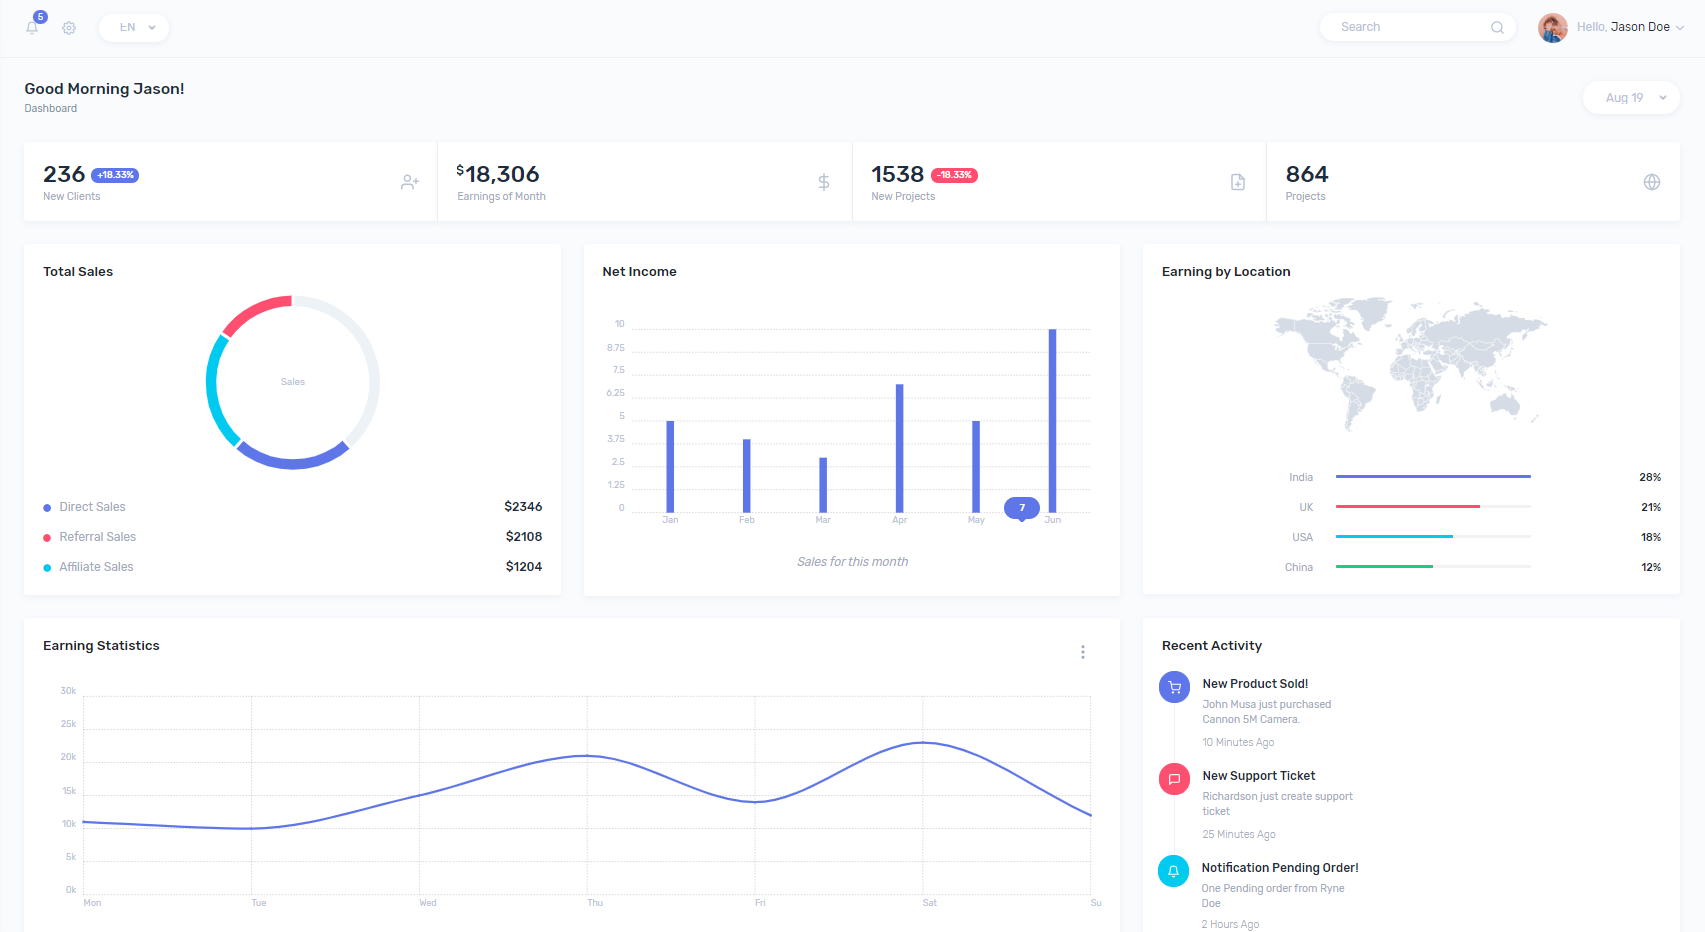 5
EN
Search
Hello, Jason Doe
Good Morning Jason!
Dashboard
Aug 19
236 +18.33%
New Clients
$18,306
Earnings of Month
1538 -18.33%
New Projects
864
Projects
Total Sales
Sales
Direct Sales $2346
Referral Sales $2108
Affiliate Sales $1204
Net Income
10
8.75
7.5
6.25
5
3.75
2.5
1.25
0
7
Jan Feb Mar Apr May Jun
Sales for this month
Earning by Location
India 28%
UK 21%
USA 18%
China 12%
Earning Statistics
30k
25k
20k
15k
10k
5k
0k
Mon Tue Wed Thu Fri Sat Su
Recent Activity
New Product Sold!
John Musa just purchased
Cannon 5M Camera.
10 Minutes Ago
New Support Ticket
Richardson just create support
ticket
25 Minutes Ago
Notification Pending Order!
One Pending order from Ryne
Doe
2 Hours Ago